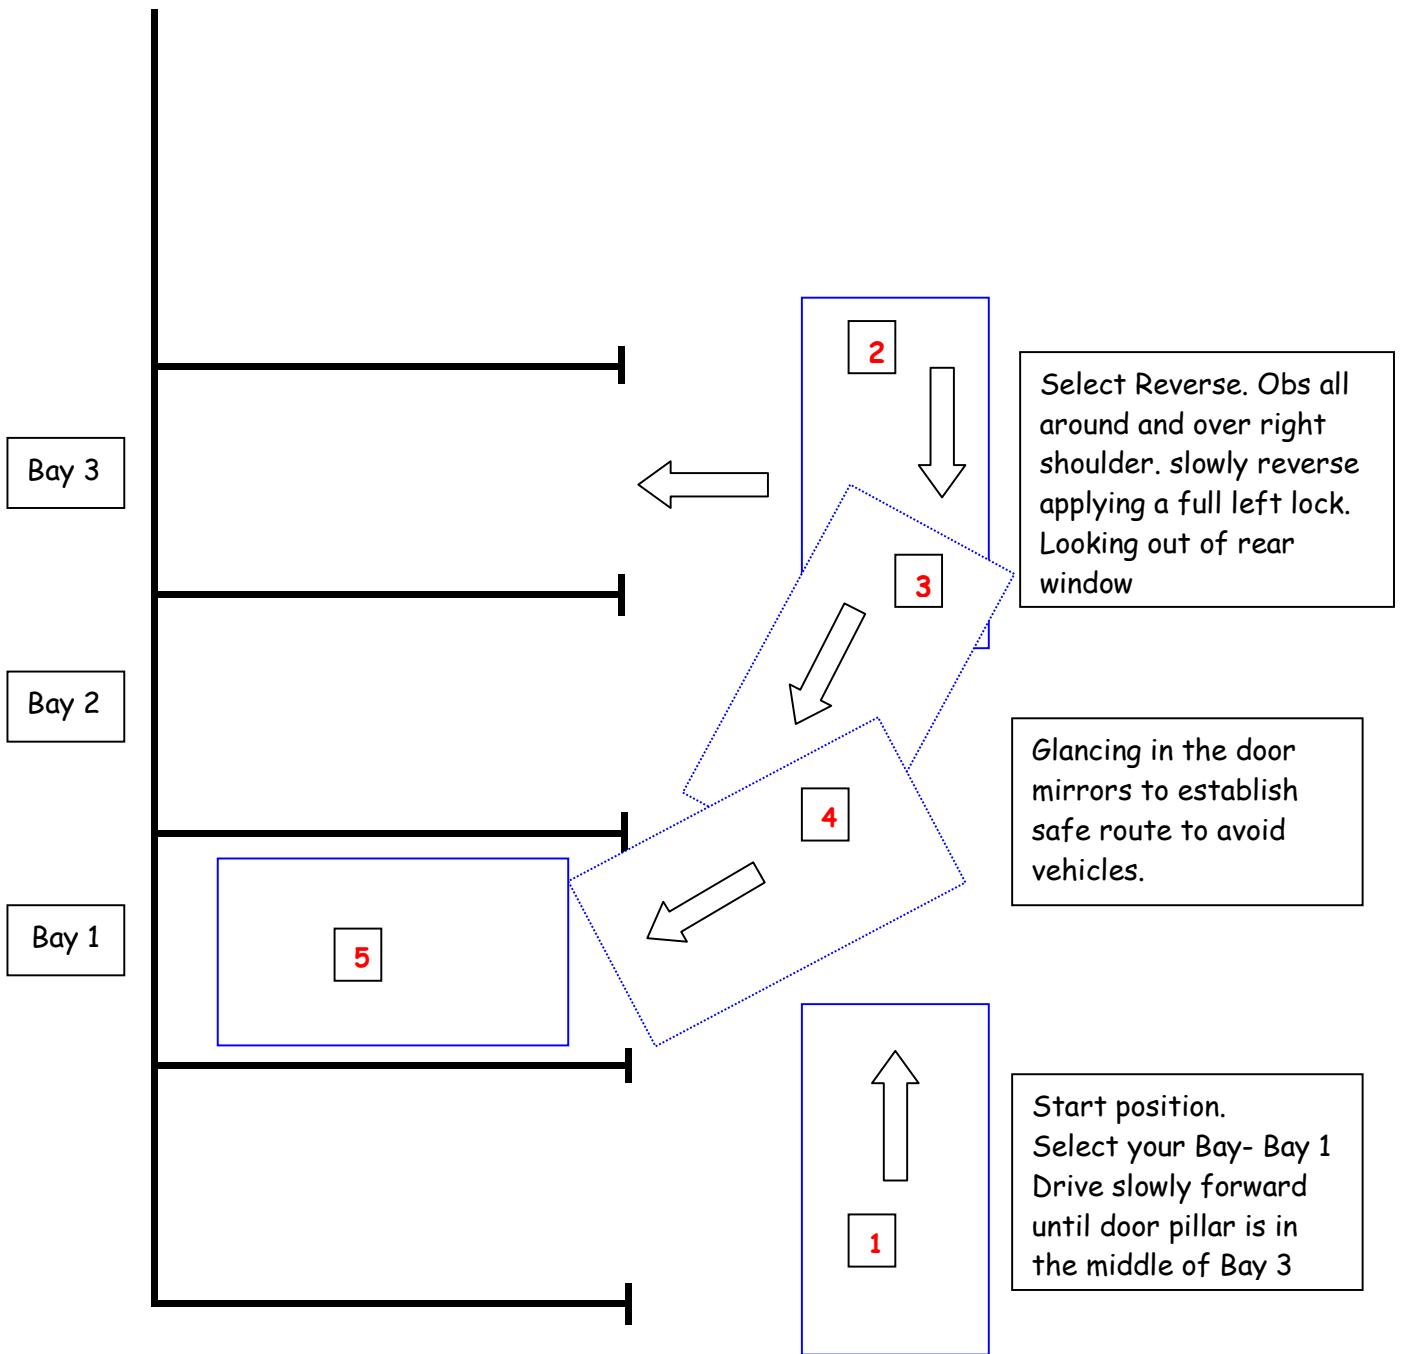 2
Select Reverse. Obs all
around and over right
shoulder. slowly reverse
applying a full left lock.
Looking out of rear
window
Bay 3
3
Bay 2
Glancing in the door
mirrors to establish
safe route to avoid
vehicles.
4
Bay 1
5
Start position.
Select your Bay- Bay 1
Drive slowly forward
until door pillar is in
the middle of Bay 3
1